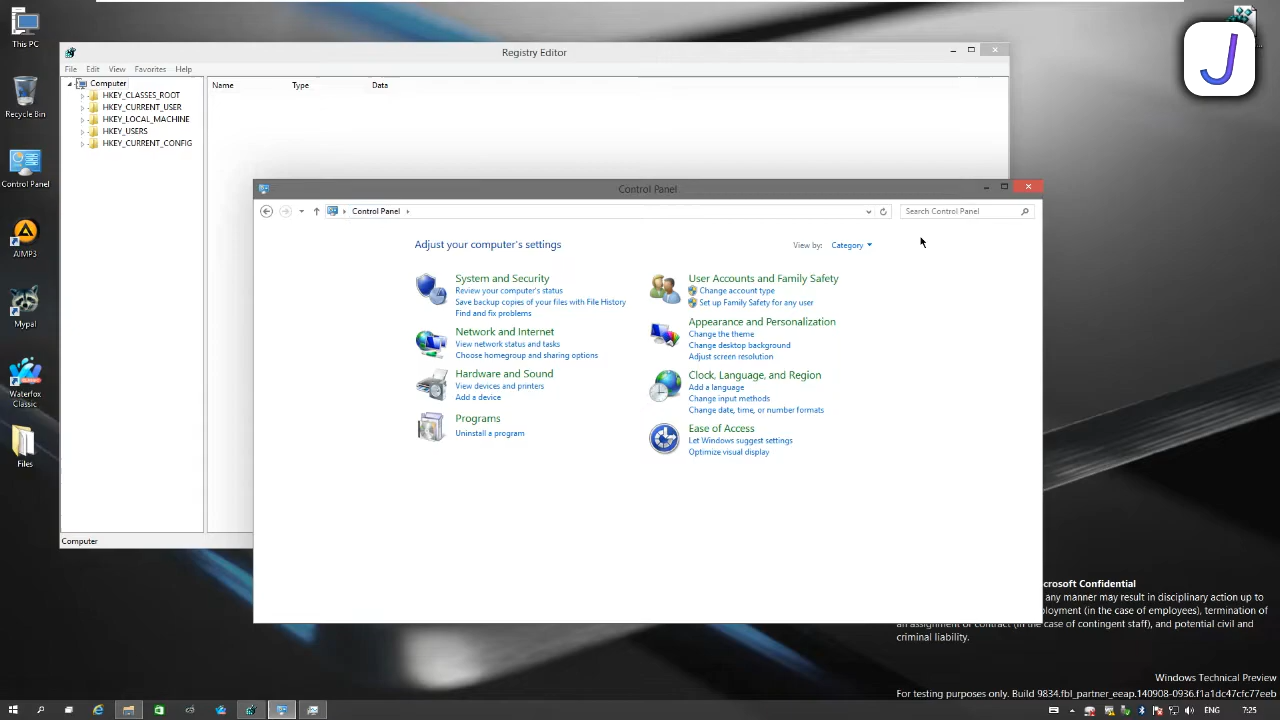 This PC
Recycle Bin
Control Panel
AIMP3
Mypal
Waterfox
Classic
Files
Registry Editor
File Edit View Favorites Help
Computer
HKEY_CLASSES_ROOT
HKEY_CURRENT_USER
HKEY_LOCAL_MACHINE
HKEY_USERS
HKEY_CURRENT_CONFIG
Name Type Data
Computer
Control Panel
Control Panel
Search Control Panel
Adjust your computer's settings
View by: Category
System and Security
Review your computer's status
Save backup copies of your files with File History
Find and fix problems
Network and Internet
View network status and tasks
Choose homegroup and sharing options
Hardware and Sound
View devices and printers
Add a device
Programs
Uninstall a program
User Accounts and Family Safety
Change account type
Set up Family Safety for any user
Appearance and Personalization
Change the theme
Change desktop background
Adjust screen resolution
Clock, Language, and Region
Add a language
Change input methods
Change date, time, or number formats
Ease of Access
Let Windows suggest settings
Optimize visual display
J
crosoft Confidential
any manner may result in disciplinary action up to
ployment (in the case of employees), termination of
an assignment or contract (in the case of contingent staff), and potential civil and
criminal liability.
Windows Technical Preview
For testing purposes only. Build 9834.fbl_partner_eeap.140908-0936.f1a1dc47cfc77eeb
ENG 7:25